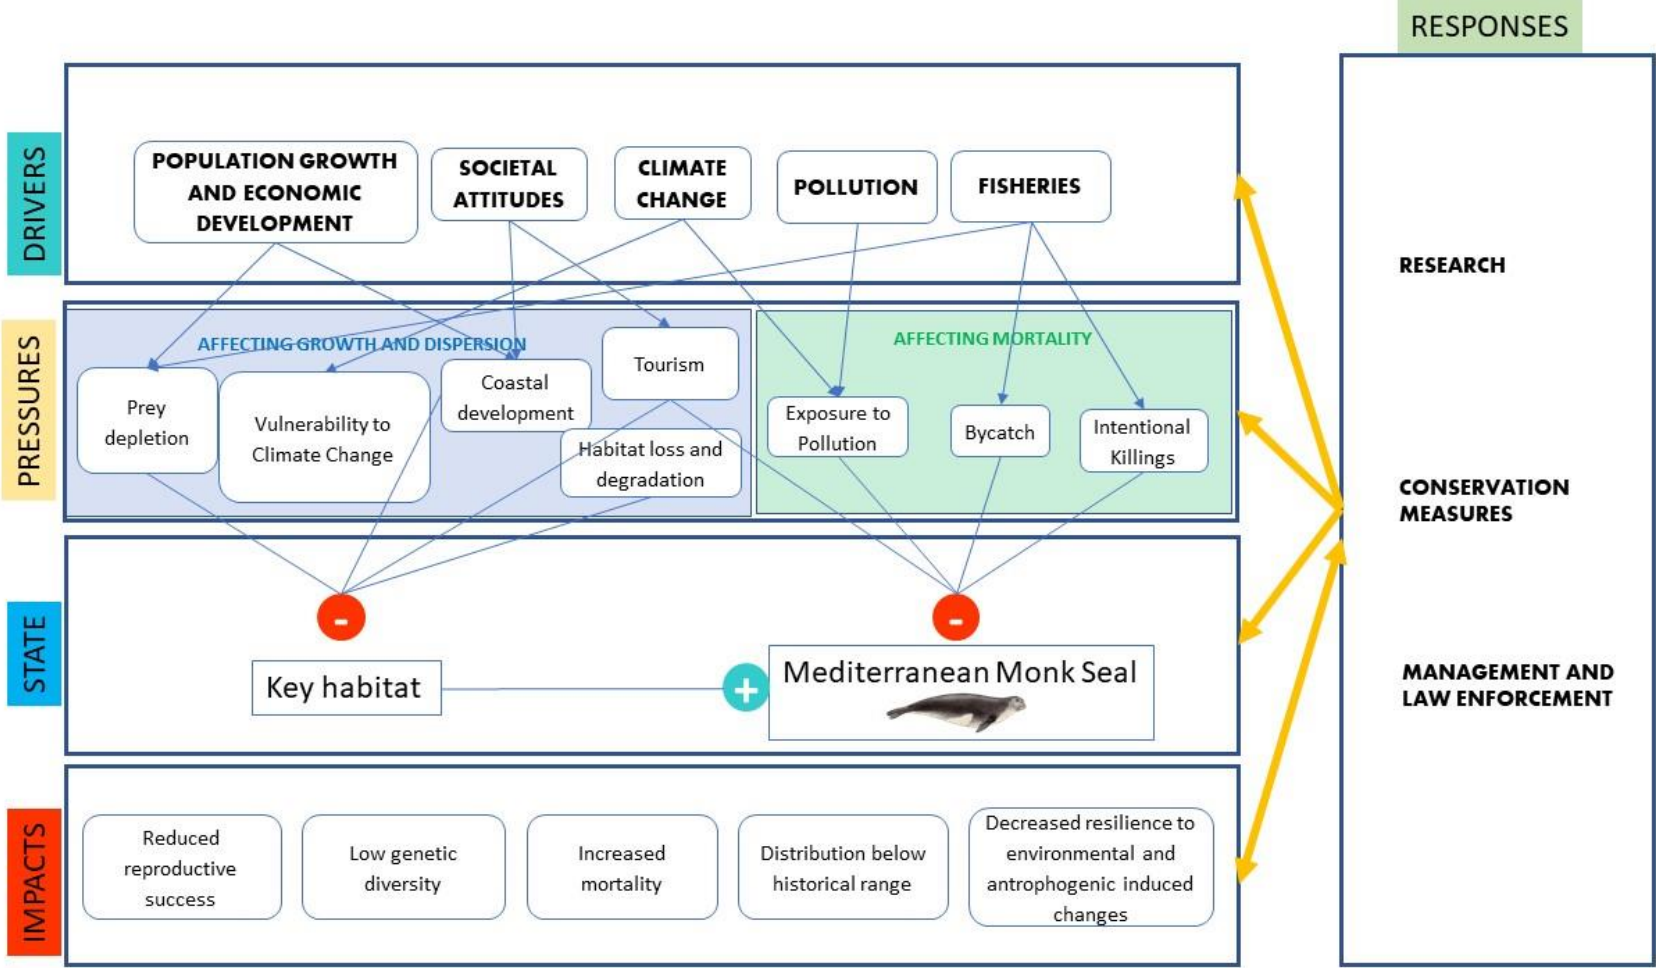 RESPONSES
DRIVERS
POPULATION GROWTH
AND ECONOMIC
DEVELOPMENT
SOCIETAL
ATTITUDES
CLIMATE
CHANGE
POLLUTION
FISHERIES
PRESSURES
AFFECTING GROWTH AND DISPERSION
Prey
depletion
Vulnerability to
Climate Change
Coastal
development
Tourism
Habitat loss and
degradation
AFFECTING MORTALITY
Exposure to
Pollution
Bycatch
Intentional
Killings
STATE
-
-
Key habitat
+
Mediterranean Monk Seal
IMPACTS
Reduced
reproductive
success
Low genetic
diversity
Increased
mortality
Distribution below
historical range
Decreased resilience to
environmental and
antrophogenic induced
changes
RESEARCH
CONSERVATION
MEASURES
MANAGEMENT AND
LAW ENFORCEMENT